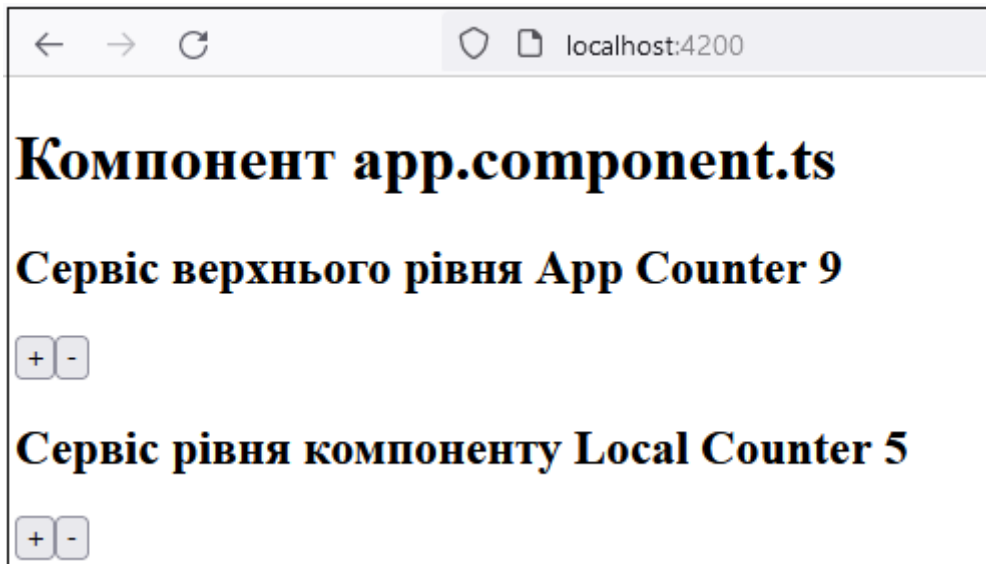 localhost:4200
Компонент app.component.ts
Сервіс верхнього рівня App Counter 9
+ -
Сервіс рівня компоненту Local Counter 5
+ -